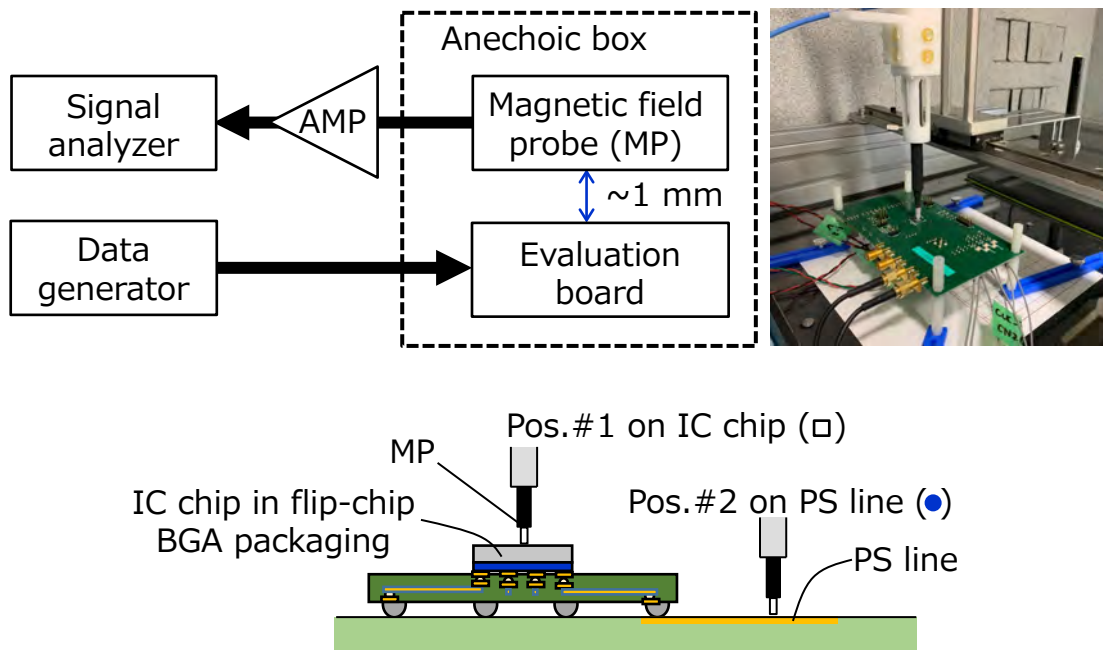 Anechoic box
Signal
analyzer
AMP
Magnetic field
probe (MP)
~1 mm
Data
generator
Evaluation
board
Pos.#1 on IC chip (□)
MP
IC chip in flip-chip
BGA packaging
Pos.#2 on PS line (●)
PS line